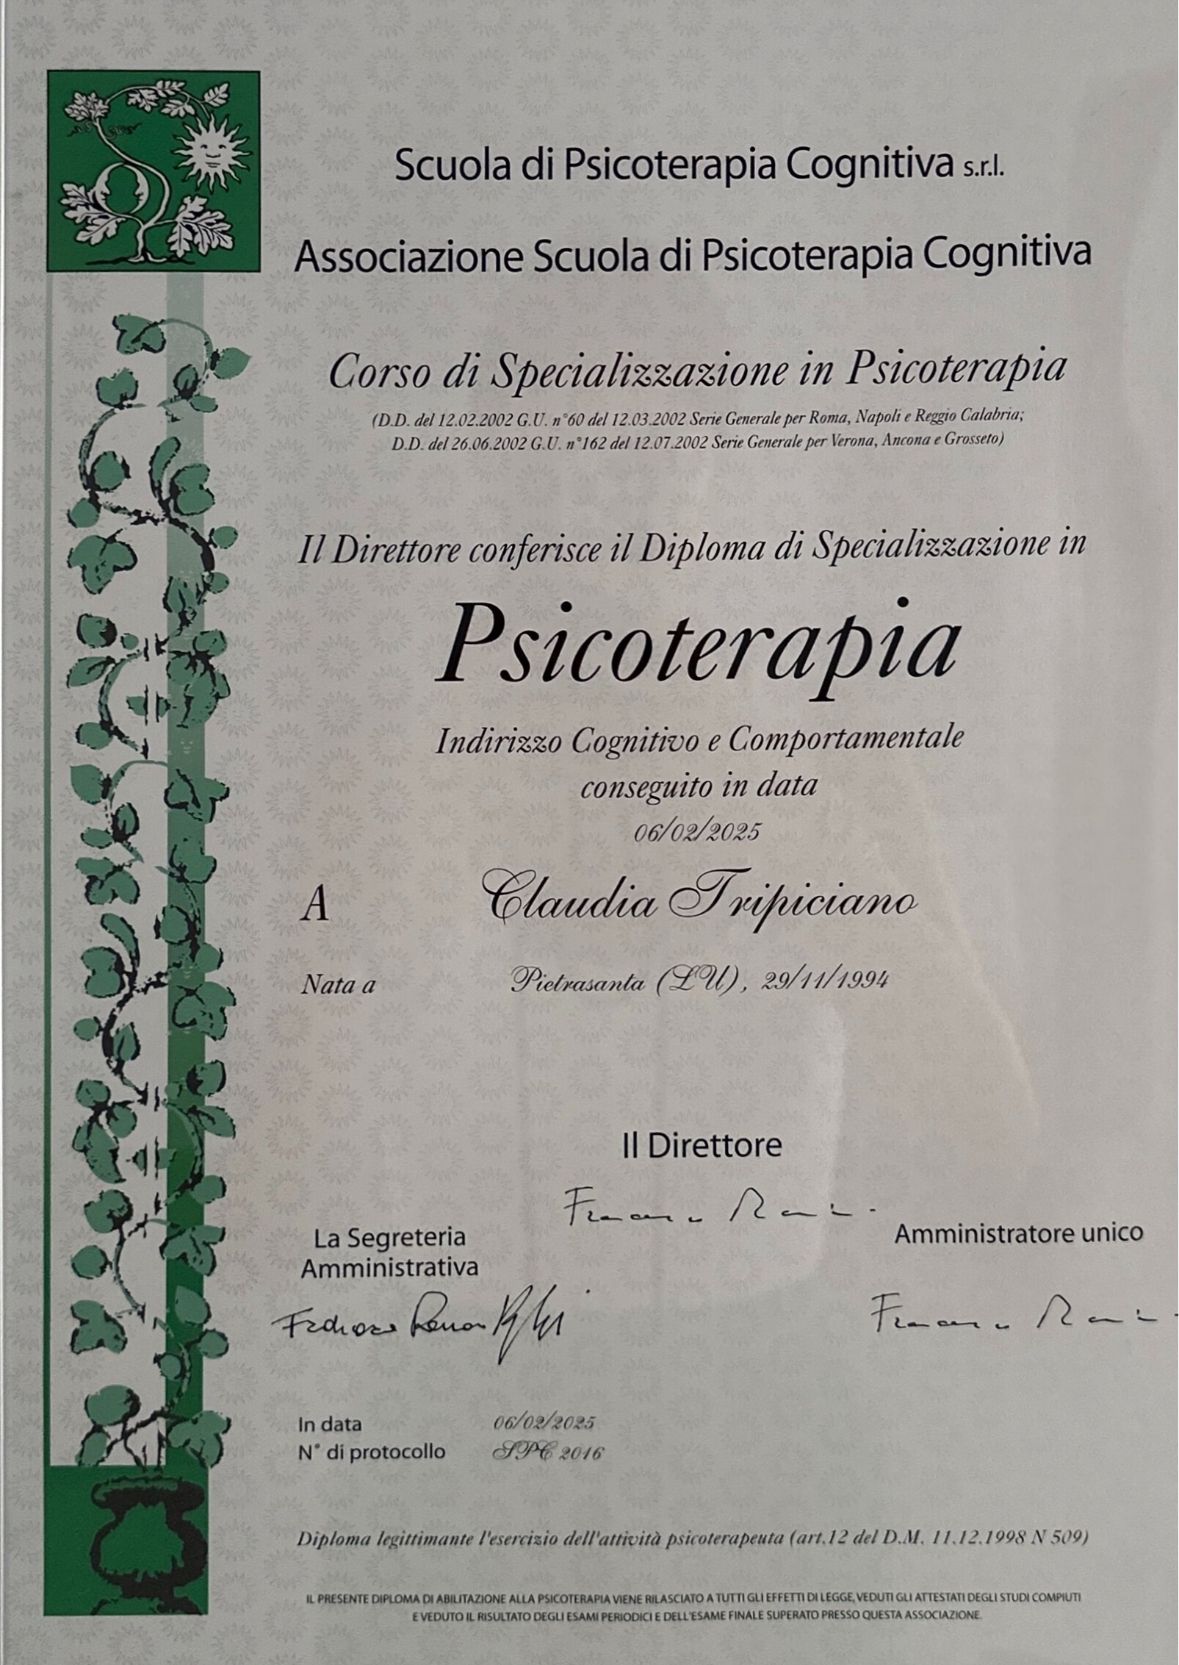 Scuola di Psicoterapia Cognitiva s.r.l.
Associazione Scuola di Psicoterapia Cognitiva
Corso di Specializzazione in Psicoterapia
(D.D. del 12.02.2002 G.U. n°60 del 12.03.2002 Serie Generale per Roma, Napoli e Reggio Calabria;
D.D. del 26.06.2002 G.U. n°162 del 12.07.2002 Serie Generale per Verona, Ancona e Grosseto)
Il Direttore conferisce il Diploma di Specializzazione in
Psicoterapia
Indirizzo Cognitivo e Comportamentale
conseguito in data
06/02/2025
A Claudia Tripiciano
Nata a Pietrasanta (LU), 29/11/1994
Il Direttore
La Segreteria
Amministrativa
Amministratore unico
In data 06/02/2025
N° di protocollo SPC 2016
Diploma legittimante l'esercizio dell'attività psicoterapeuta (art.12 del D.M. 11.12.1998 N 509)
IL PRESENTE DIPLOMA DI ABILITAZIONE ALLA PSICOTERAPIA VIENE RILASCIATO A TUTTI GLI EFFETTI DI LEGGE, VEDUTI GLI ATTESTATI DEGLI STUDI COMPIUTI
E VEDUTO IL RISULTATO DEGLI ESAMI PERIODICI E DELL'ESAME FINALE SUPERATO PRESSO QUESTA ASSOCIAZIONE.